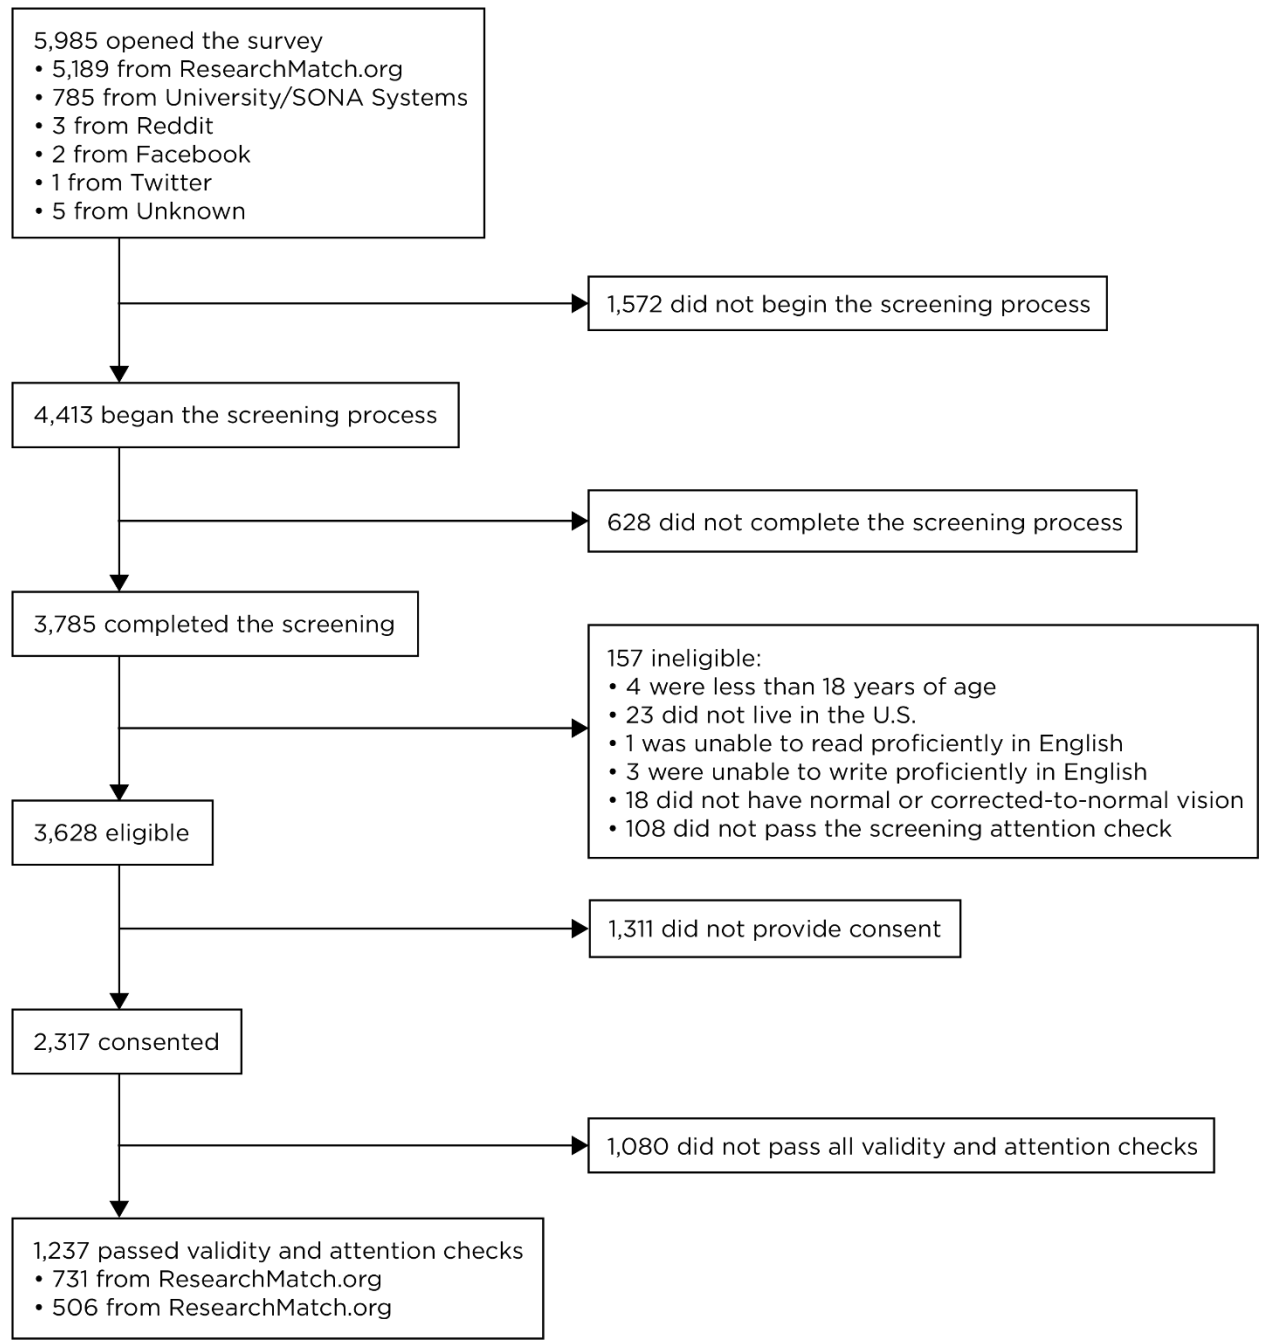 5,985 opened the survey
• 5,189 from ResearchMatch.org
• 785 from University/SONA Systems
• 3 from Reddit
• 2 from Facebook
• 1 from Twitter
• 5 from Unknown
1,572 did not begin the screening process
4,413 began the screening process
628 did not complete the screening process
3,785 completed the screening
157 ineligible:
• 4 were less than 18 years of age
• 23 did not live in the U.S.
• 1 was unable to read proficiently in English
• 3 were unable to write proficiently in English
• 18 did not have normal or corrected-to-normal vision
• 108 did not pass the screening attention check
3,628 eligible
1,311 did not provide consent
2,317 consented
1,080 did not pass all validity and attention checks
1,237 passed validity and attention checks
• 731 from ResearchMatch.org
• 506 from ResearchMatch.org